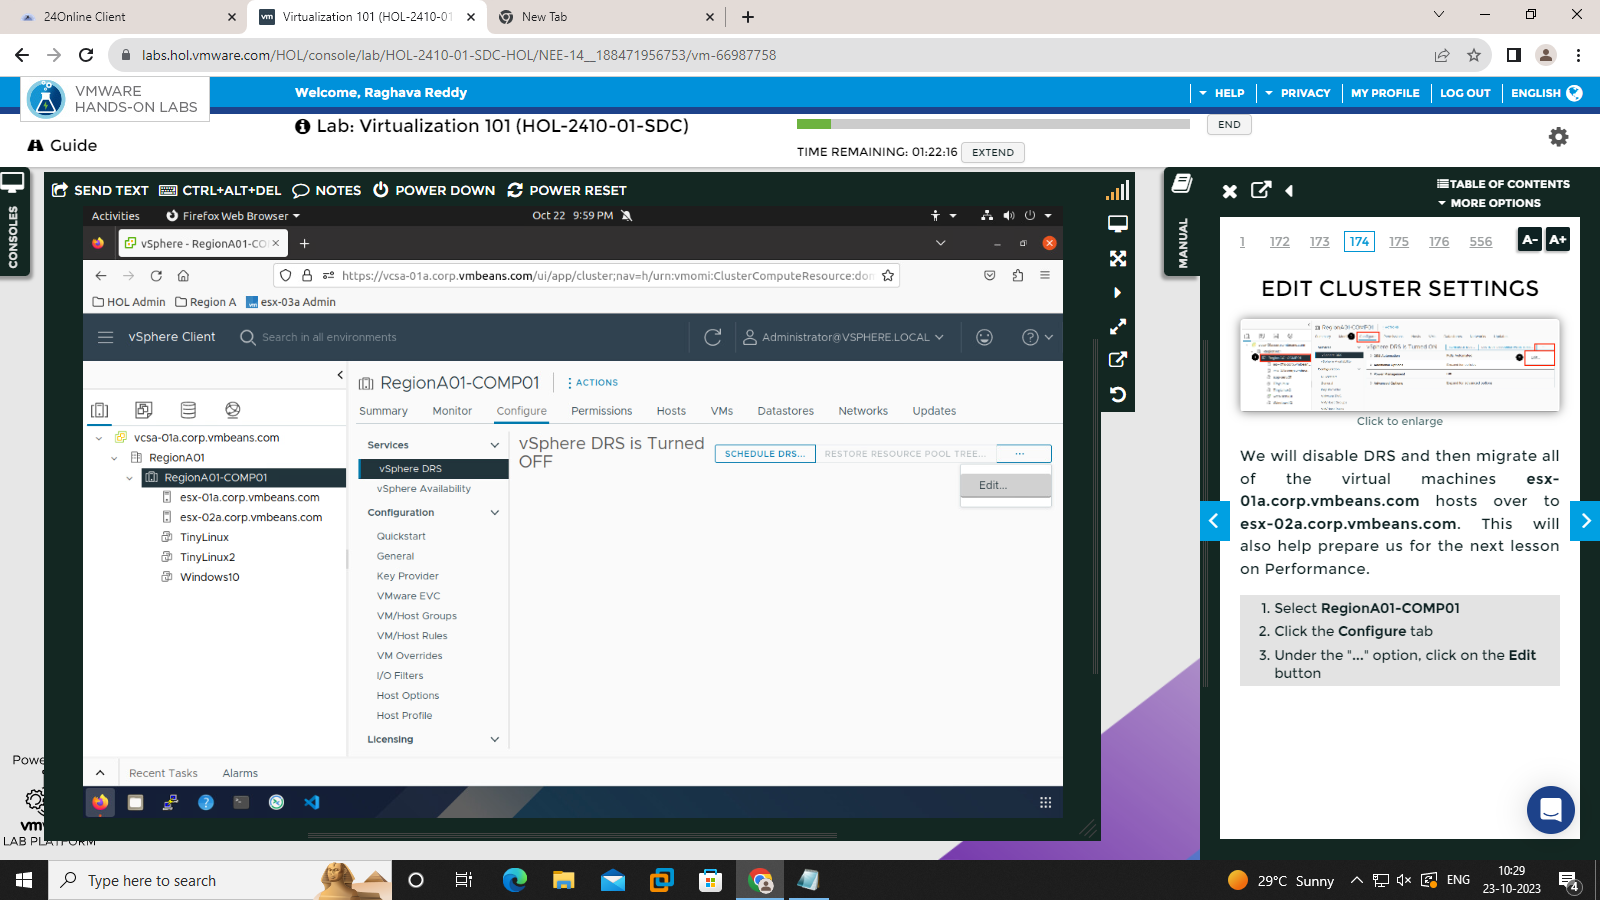 24Online Client
Virtualization 101 (HOL-2410-01
New Tab
labs.hol.vmware.com/HOL/console/lab/HOL-2410-01-SDC-HOL/NEE-14__188471956753/vm-66987758
VMWARE
HANDS-ON LABS
Welcome, Raghava Reddy
HELP
PRIVACY
MY PROFILE
LOG OUT
ENGLISH
Guide
Lab: Virtualization 101 (HOL-2410-01-SDC)
END
TIME REMAINING: 01:22:16
EXTEND
CONSOLES
SEND TEXT
CTRL+ALT+DEL
NOTES
POWER DOWN
POWER RESET
Activities
Firefox Web Browser
Oct 22 9:59 PM
vSphere - RegionA01-CO
https://vcsa-01a.corp.vmbeans.com/ui/app/cluster;nav=h/urn:vmomi:ClusterComputeResource:don
HOL Admin
Region A
vm
esx-03a Admin
vSphere Client
Search in all environments
Administrator@VSPHERE.LOCAL
RegionA01-COMP01
ACTIONS
Summary
Monitor
Configure
Permissions
Hosts
VMs
Datastores
Networks
Updates
vcsa-01a.corp.vmbeans.com
RegionA01
RegionA01-COMP01
esx-01a.corp.vmbeans.com
esx-02a.corp.vmbeans.com
TinyLinux
TinyLinux2
Windows10
Services
vSphere DRS
vSphere Availability
Configuration
Quickstart
General
Key Provider
VMware EVC
VM/Host Groups
VM/Host Rules
VM Overrides
I/O Filters
Host Options
Host Profile
Licensing
vSphere DRS is Turned
OFF
SCHEDULE DRS...
RESTORE RESOURCE POOL TREE...
...
Edit...
Recent Tasks
Alarms
MANUAL
TABLE OF CONTENTS
MORE OPTIONS
1
172
173
174
175
176
556
A-
A+
EDIT CLUSTER SETTINGS
RegionA01-COMP01
vSphere DRS is Turned ON
Click to enlarge
We will disable DRS and then migrate all
of the virtual machines esx-
01a.corp.vmbeans.com hosts over to
esx-02a.corp.vmbeans.com. This will
also help prepare us for the next lesson
on Performance.
1. Select RegionA01-COMP01
2. Click the Configure tab
3. Under the "..." option, click on the Edit
button
Powe
vmv
LAB PLATFORM
Type here to search
29°C Sunny
ENG
10:29
23-10-2023
4